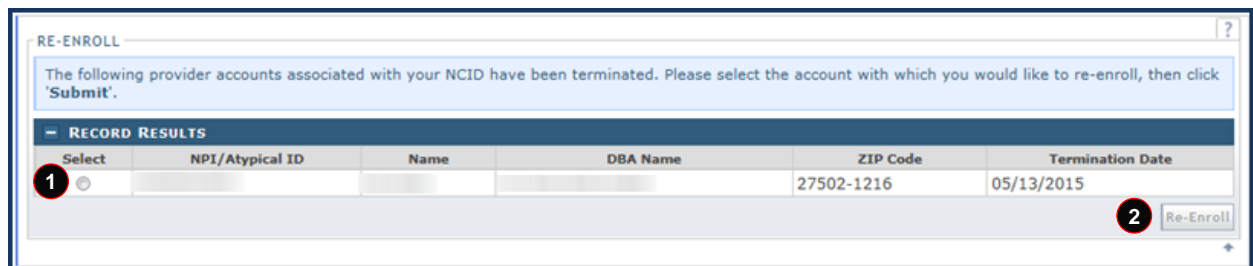 ?
RE-ENROLL
The following provider accounts associated with your NCID have been terminated. Please select the account with which you would like to re-enroll, then click
'Submit'.
RECORD RESULTS
Select NPI/Atypical ID Name DBA Name ZIP Code Termination Date
1 27502-1216 05/13/2015
2 Re-Enroll